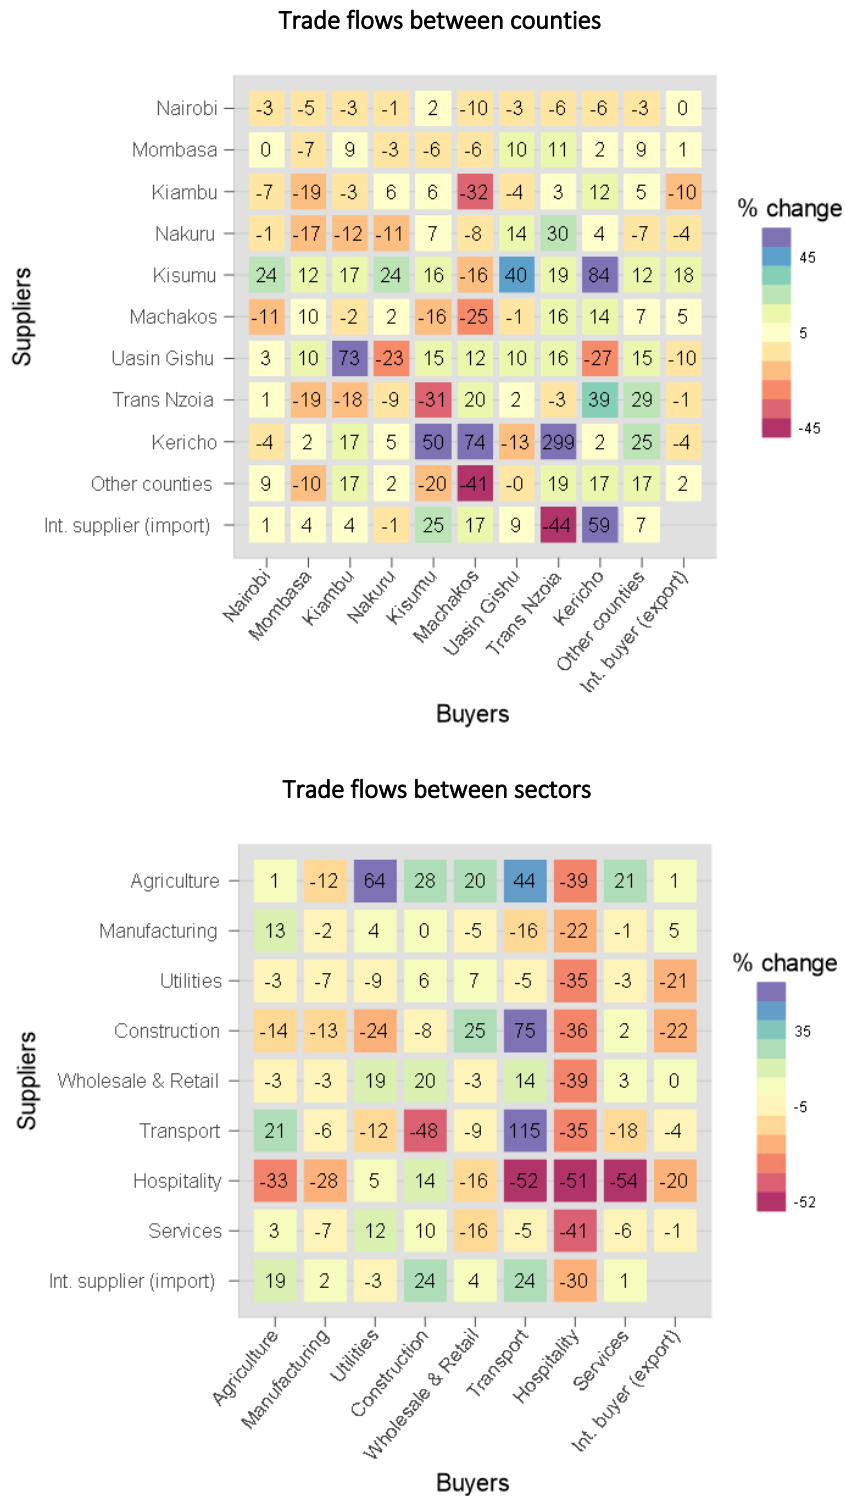 Trade flows between counties
Suppliers
Nairobi -3 -5 -3 -1 2 -10 -3 -6 -6 -3 0
Mombasa 0 -7 9 -3 -6 -6 10 11 2 9 1
Kiambu -7 -19 -3 6 6 -32 -4 3 12 5 -10
Nakuru -1 -17 -12 -11 7 -8 14 30 4 -7 -4
Kisumu 24 12 17 24 16 -16 40 19 84 12 18
Machakos -11 10 -2 2 -16 -25 -1 16 14 7 5
Uasin Gishu 3 10 73 -23 15 12 10 16 -27 15 -10
Trans Nzoia 1 -19 -18 -9 -31 20 2 -3 39 29 -1
Kericho -4 2 17 5 50 74 -13 299 2 25 -4
Other counties 9 -10 17 2 -20 -41 -0 19 17 17 2
Int. supplier (import) 1 4 4 -1 25 17 9 -44 59 7
Nairobi Mombasa Kiambu Nakuru Kisumu Machakos Uasin Gishu Trans Nzoia Kericho Other counties Int. buyer (export)
Buyers
% change
45
5
-45
Trade flows between sectors
Suppliers
Agriculture 1 -12 64 28 20 44 -39 21 1
Manufacturing 13 -2 4 0 -5 -16 -22 -1 5
Utilities -3 -7 -9 6 7 -5 -35 -3 -21
Construction -14 -13 -24 -8 25 75 -36 2 -22
Wholesale & Retail -3 -3 19 20 -3 14 -39 3 0
Transport 21 -6 -12 -48 -9 115 -35 -18 -4
Hospitality -33 -28 5 14 -16 -52 -51 -54 -20
Services 3 -7 12 10 -16 -5 -41 -6 -1
Int. supplier (import) 19 2 -3 24 4 24 -30 1
Agriculture Manufacturing Utilities Construction Wholesale & Retail Transport Hospitality Services Int. buyer (export)
Buyers
% change
35
-5
-52